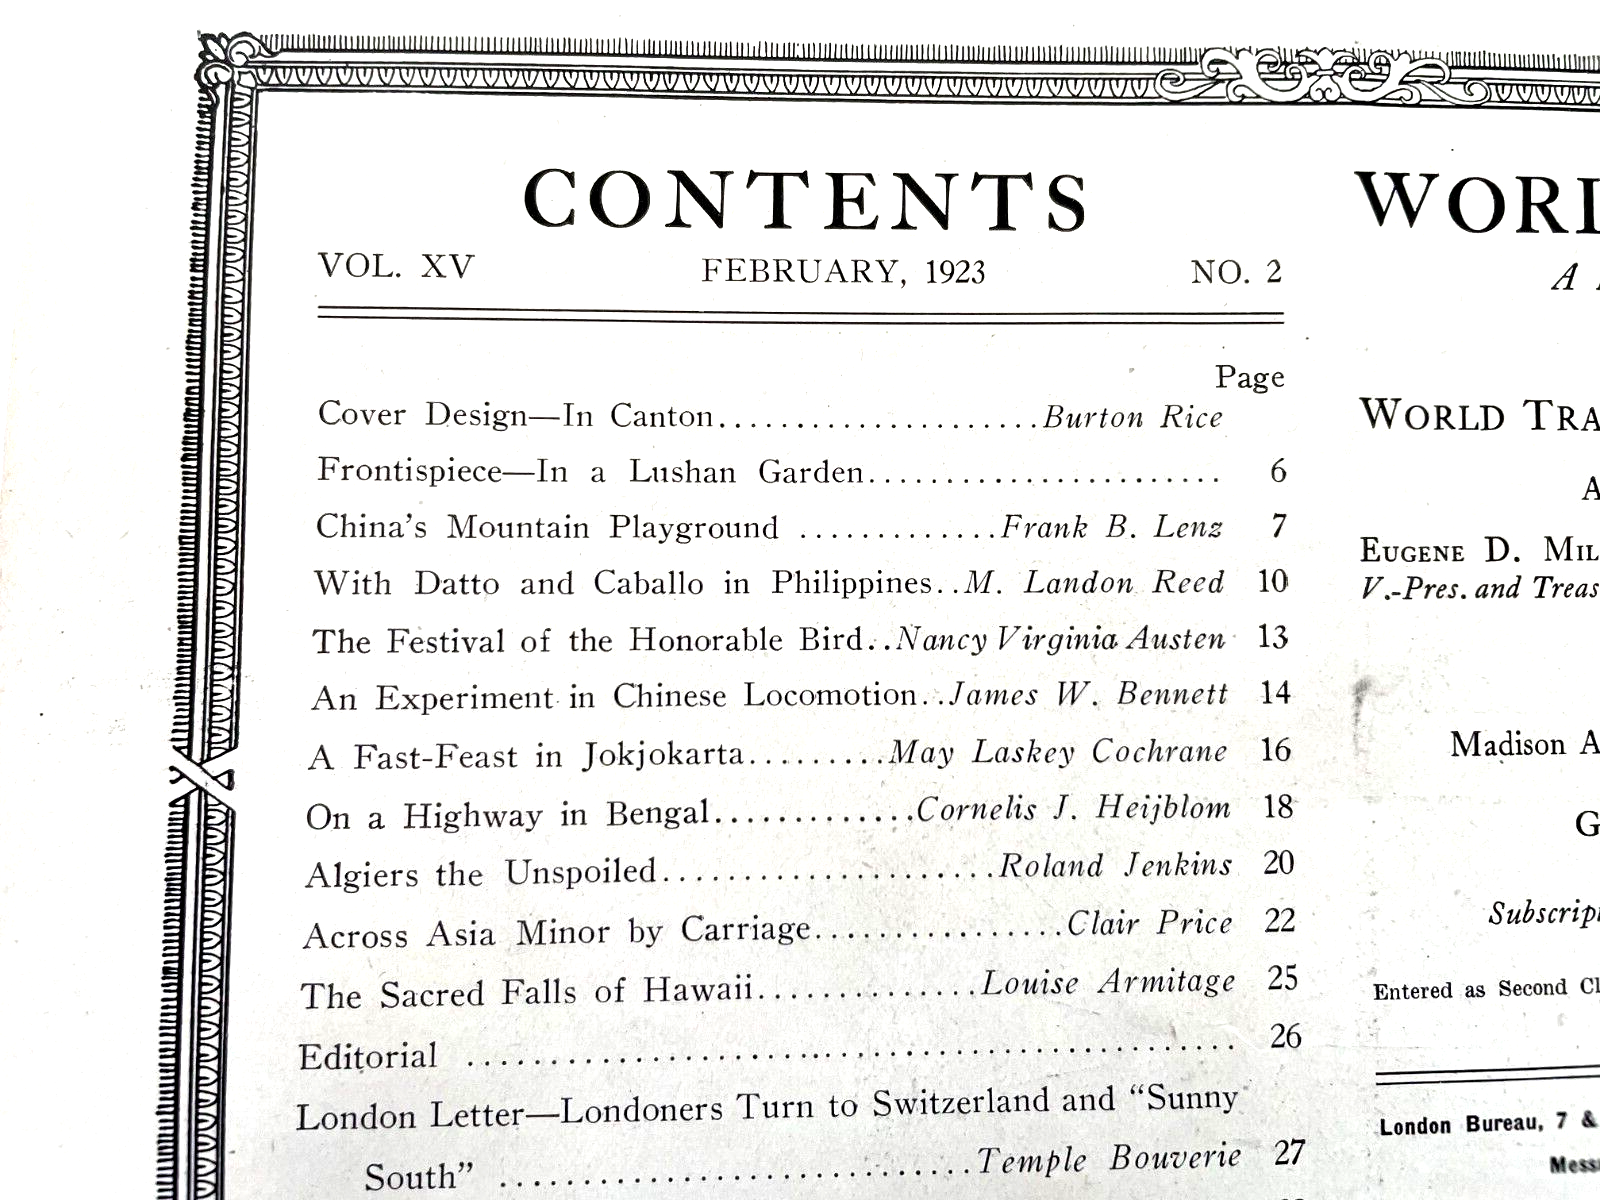 CONTENTS
VOL. XV FEBRUARY, 1923 NO. 2
Page
Cover Design—In Canton.....................Burton Rice
Frontispiece—In a Lushan Garden....................... 6
China's Mountain Playground .............Frank B. Lenz 7
With Datto and Caballo in Philippines..M. Landon Reed 10
The Festival of the Honorable Bird..Nancy Virginia Austen 13
An Experiment in Chinese Locomotion..James W. Bennett 14
A Fast-Feast in Jokjokarta.........May Laskey Cochrane 16
On a Highway in Bengal.............Cornelis J. Heijblom 18
Algiers the Unspoiled.....................Roland Jenkins 20
Across Asia Minor by Carriage................Clair Price 22
The Sacred Falls of Hawaii..............Louise Armitage 25
Editorial .................................................. 26
London Letter—Londoners Turn to Switzerland and "Sunny
South" ..............................Temple Bouverie 27
WORL
A
WORLD TRA
A
EUGENE D. MIL
V.-Pres. and Treas
Madison A
G
Subscrip
Entered as Second Cl
London Bureau, 7 &
Mess